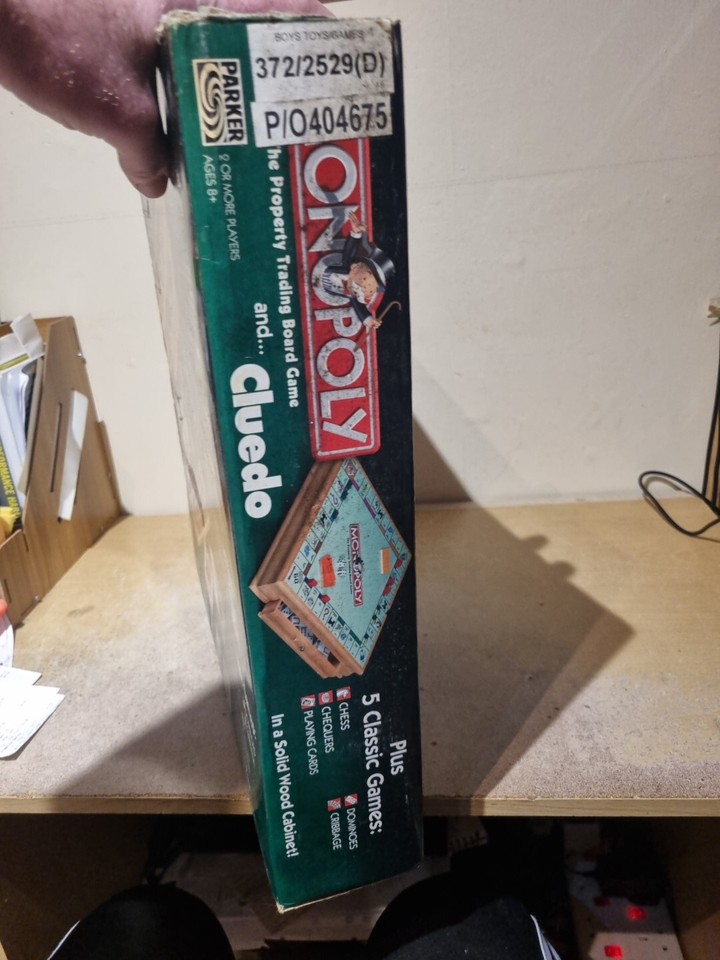 BOYS TOYS/GAMES
372/2529(D)
P/O404675
PARKER
2 OR MORE PLAYERS
AGES 8+
ONOPOLY
he Property Trading Board Game
and... Cluedo
MONOPOLY
Plus
5 Classic Games:
CHESS
CHEQUERS
PLAYING CARDS
DOMINOES
CRIBBAGE
In a Solid Wood Cabinet!